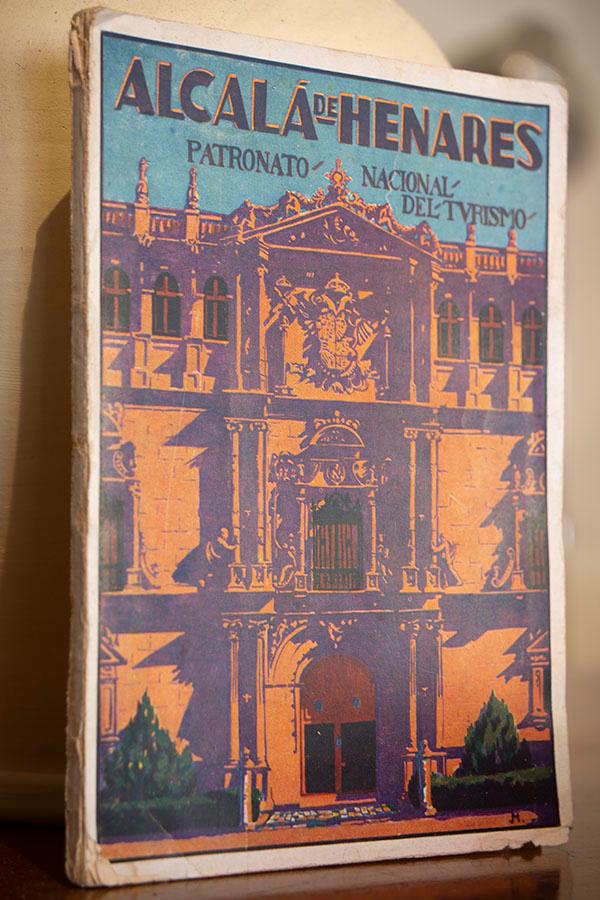 ALCALÁ DE HENARES
PATRONATO NACIONAL
DEL TVRISMO
H.